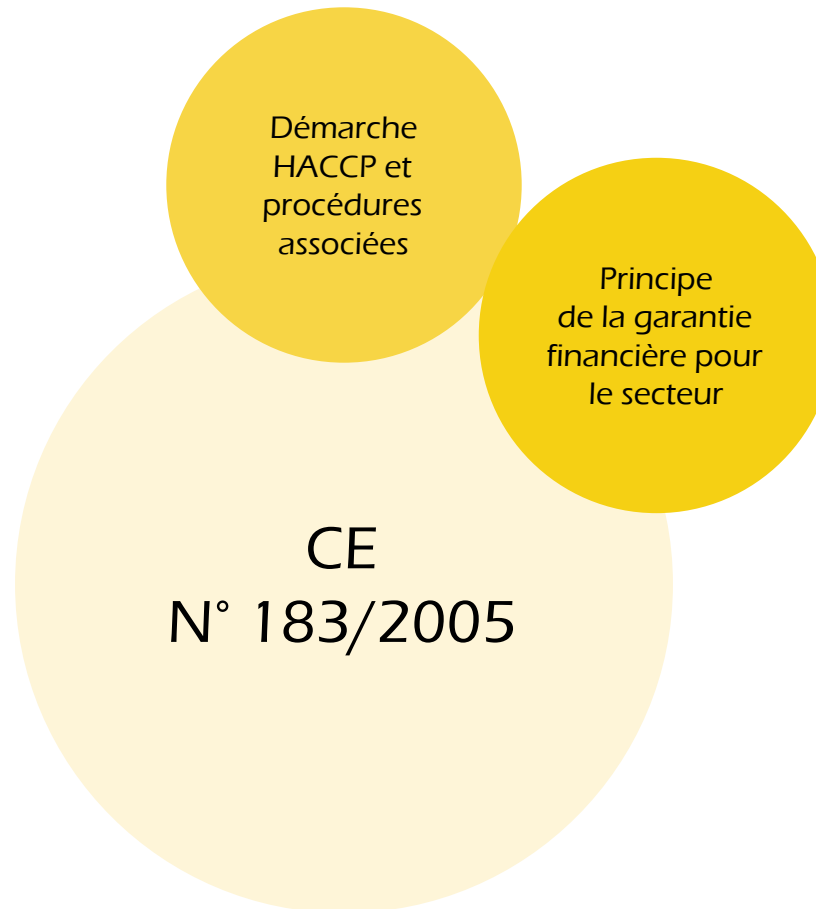 Démarche
HACCP et
procédures
associées
Principe
de la garantie
financière pour
le secteur
CE
N° 183/2005